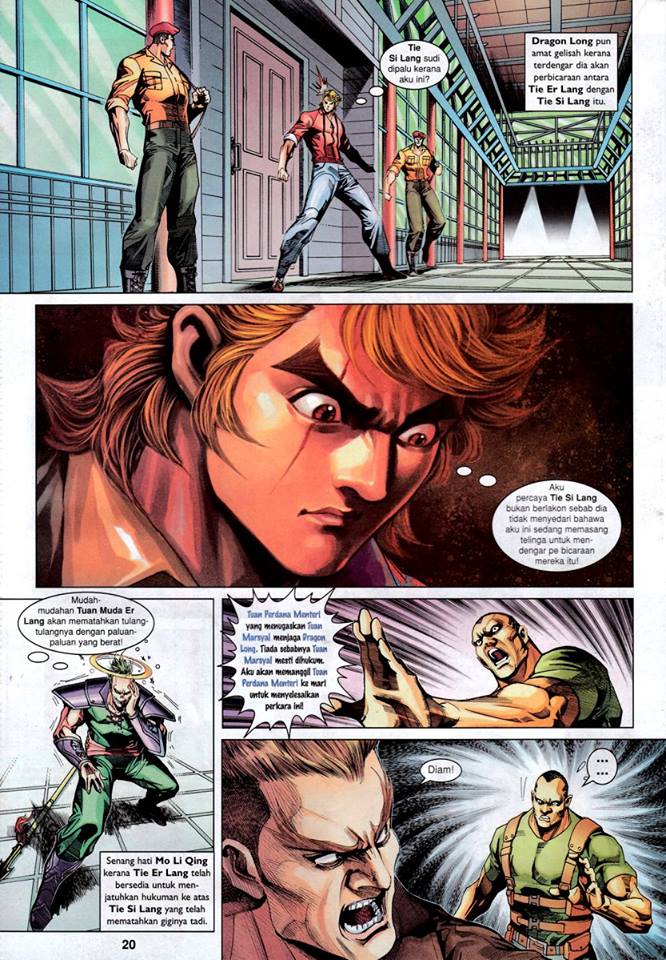 Tie
Si Lang sudi
dipalu kerana
aku ini?
Dragon Long pun
amat gelisah kerana
terdengar dia akan
perbicaraan antara
Tie Er Lang dengan
Tie Si Lang itu.
Aku
percaya Tie Si Lang
bukan berlakon sebab dia
tidak menyedari bahawa
aku ini sedang memasang
telinga untuk men-
dengar pe bicaraan
mereka itu!
Mudah-
mudahan Tuan Muda Er
Lang akan mematahkan tulang-
tulangnya dengan paluan-
paluan yang berat!
Tuan Perdana Menteri
yang menugaskan Tuan
Marsyal menjaga Dragon
Long. Tiada sebabnya Tuan
Marsyal mesti dihukum.
Aku akan memanggil Tuan
Perdana Menteri ke mari
untuk menyelesaikan
perkara ini!
Senang hati Mo Li Qing
kerana Tie Er Lang telah
bersedia untuk men-
jatuhkan hukuman ke atas
Tie Si Lang yang telah
mematahkan giginya tadi.
Diam!
...
...
20